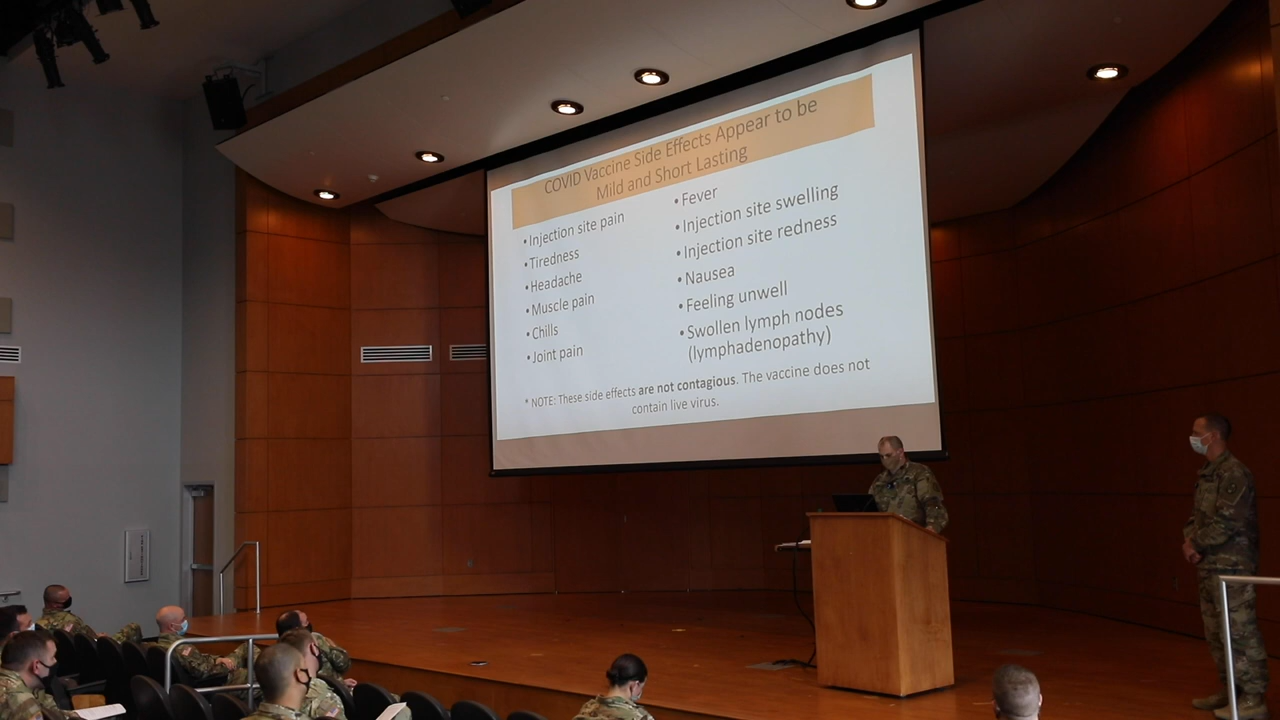 COVID Vaccine Side Effects Appear to be
Mild and Short Lasting
• Injection site pain
• Tiredness
• Headache
• Muscle pain
• Chills
• Joint pain
• Fever
• Injection site swelling
• Injection site redness
• Nausea
• Feeling unwell
• Swollen lymph nodes
(lymphadenopathy)
* NOTE: These side effects are not contagious. The vaccine does not
contain live virus.